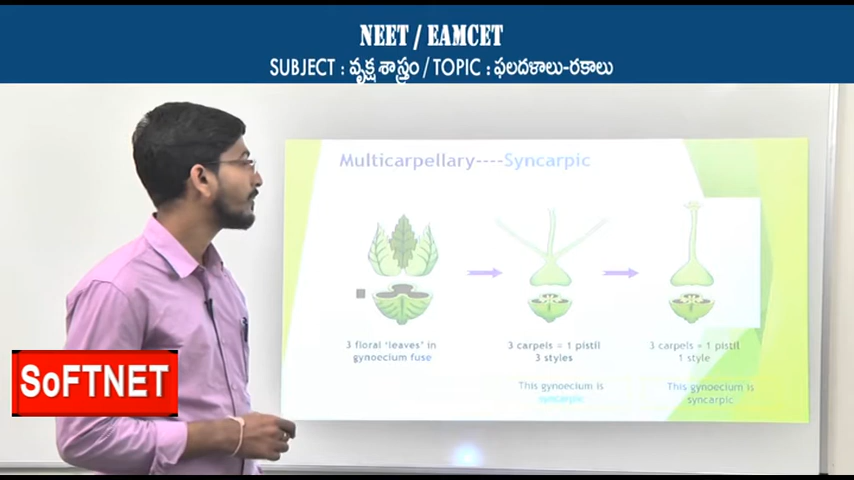 NEET / EAMCET
SUBJECT : వృక్ష శాస్త్రం / TOPIC : ఫలదళాలు-రకాలు
Multicarpellary----Syncarpic
3 floral 'leaves' in
gynoecium fuse
3 carpels = 1 pistil
3 styles
This gynoecium is
syncarpic
3 carpels = 1 pistil
1 style
This gynoecium is
syncarpic
SoFTNET